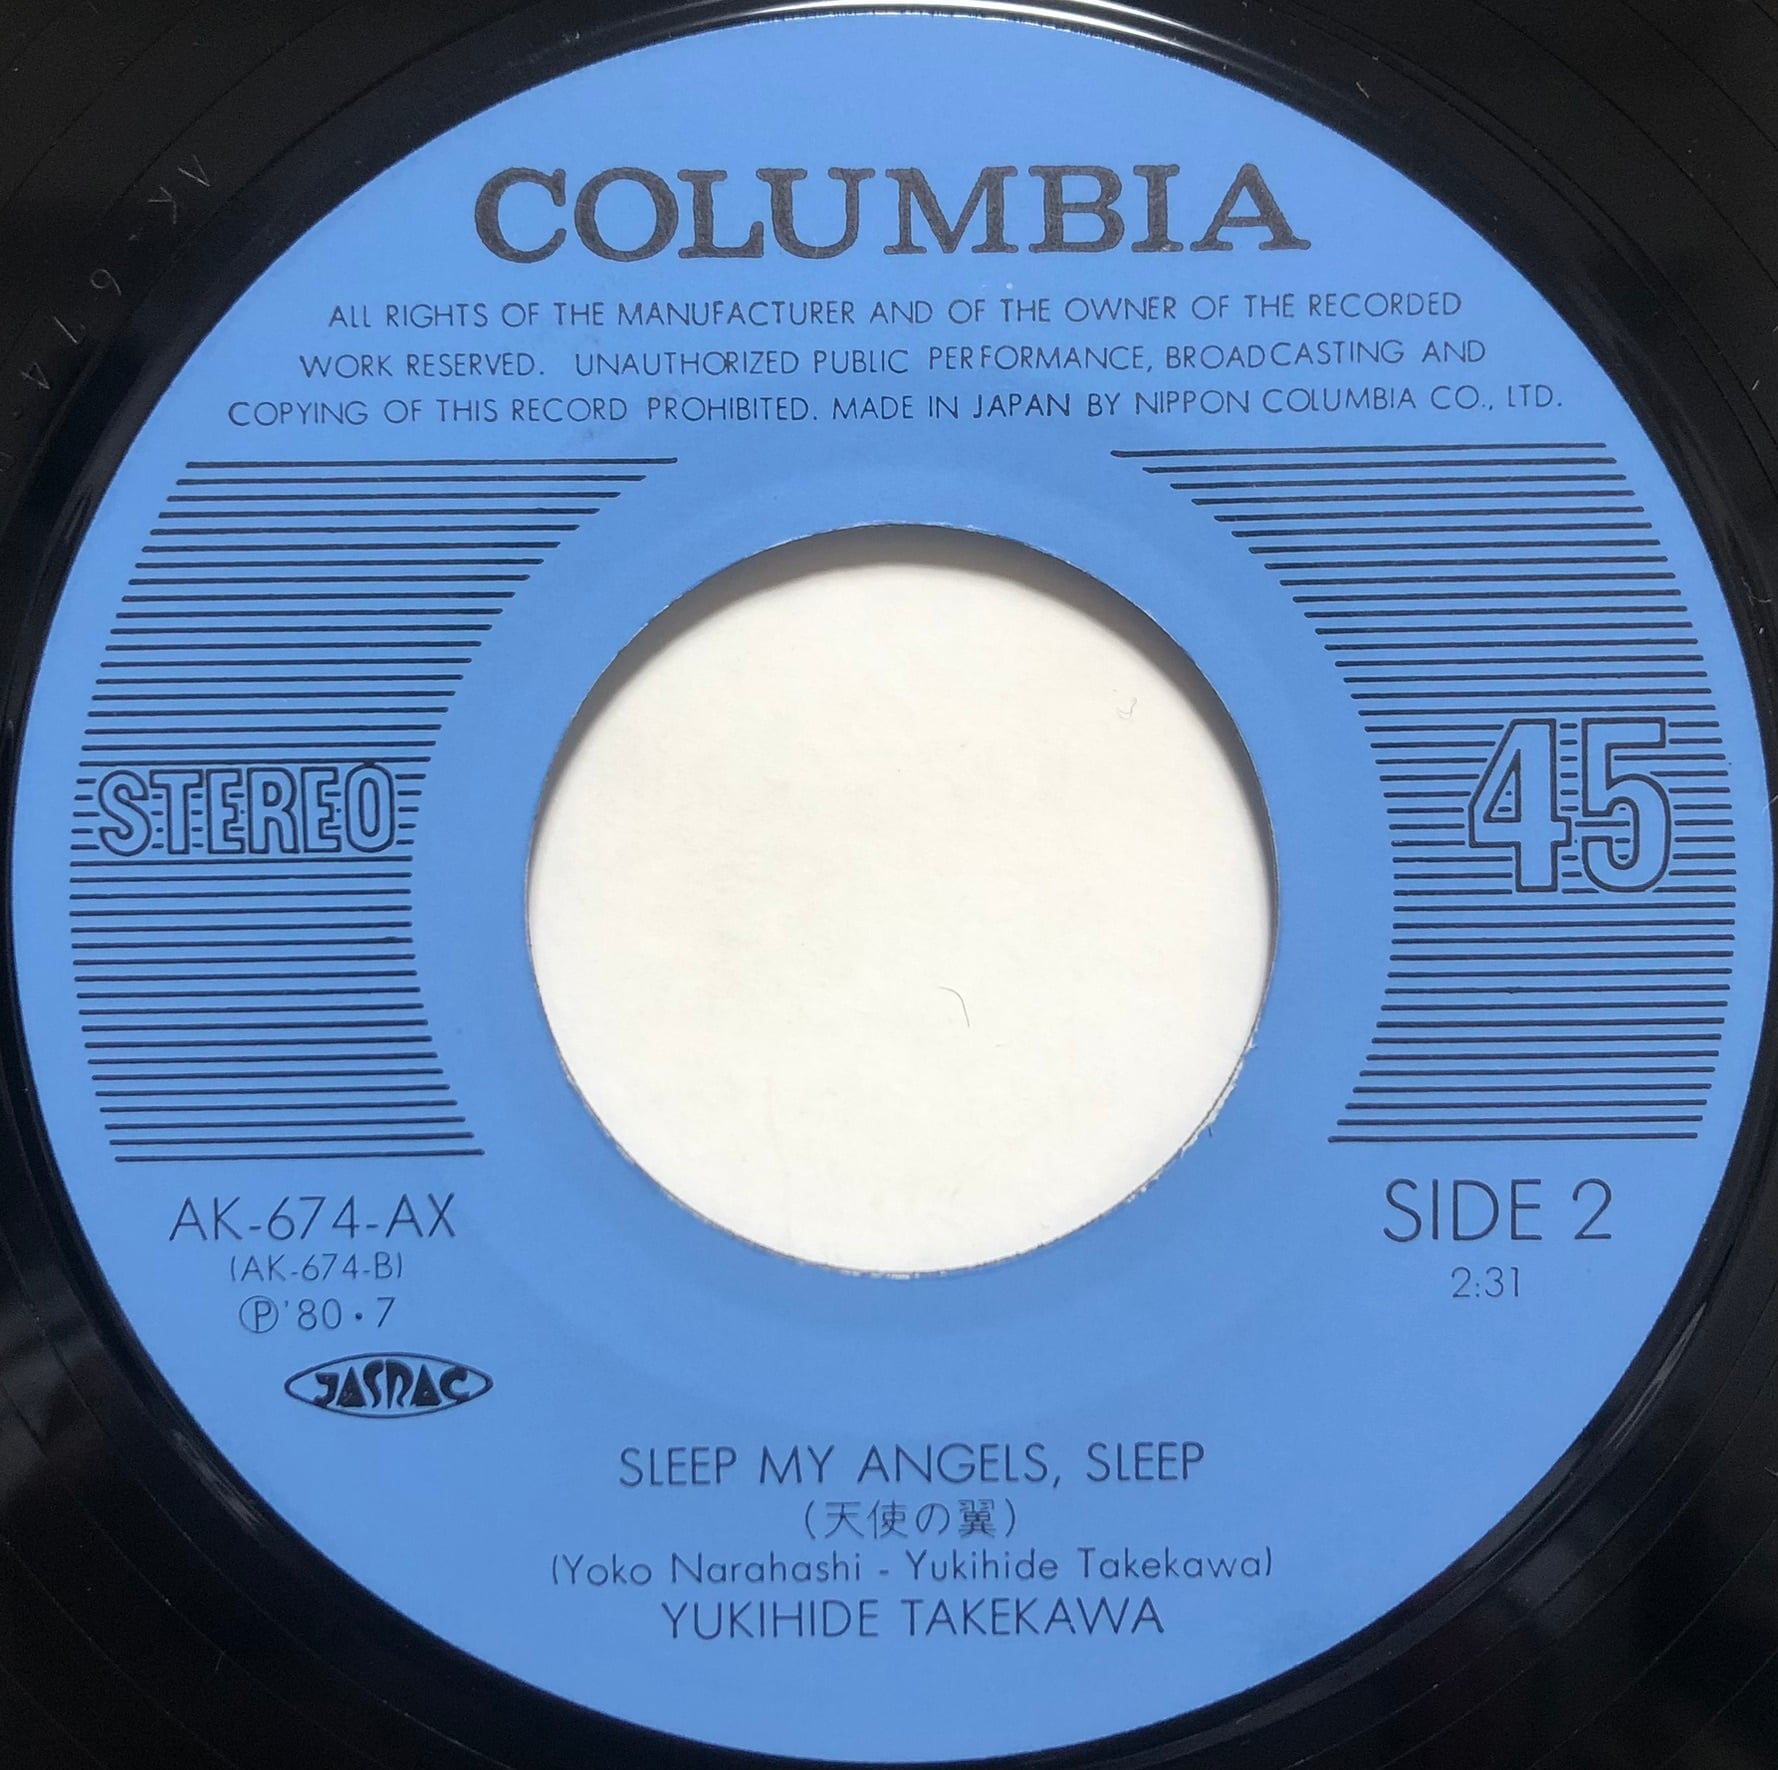 COLUMBIA
ALL RIGHTS OF THE MANUFACTURER AND OF THE OWNER OF THE RECORDED
WORK RESERVED. UNAUTHORIZED PUBLIC PERFORMANCE, BROADCASTING AND
COPYING OF THIS RECORD PROHIBITED. MADE IN JAPAN BY NIPPON COLUMBIA CO., LTD.
STEREO
45
AK-674-AX
(AK-674-B)
Ⓟ'80・7
JASRAC
SIDE 2
2:31
SLEEP MY ANGELS, SLEEP
(天使の翼)
(Yoko Narahashi - Yukihide Takekawa)
YUKIHIDE TAKEKAWA